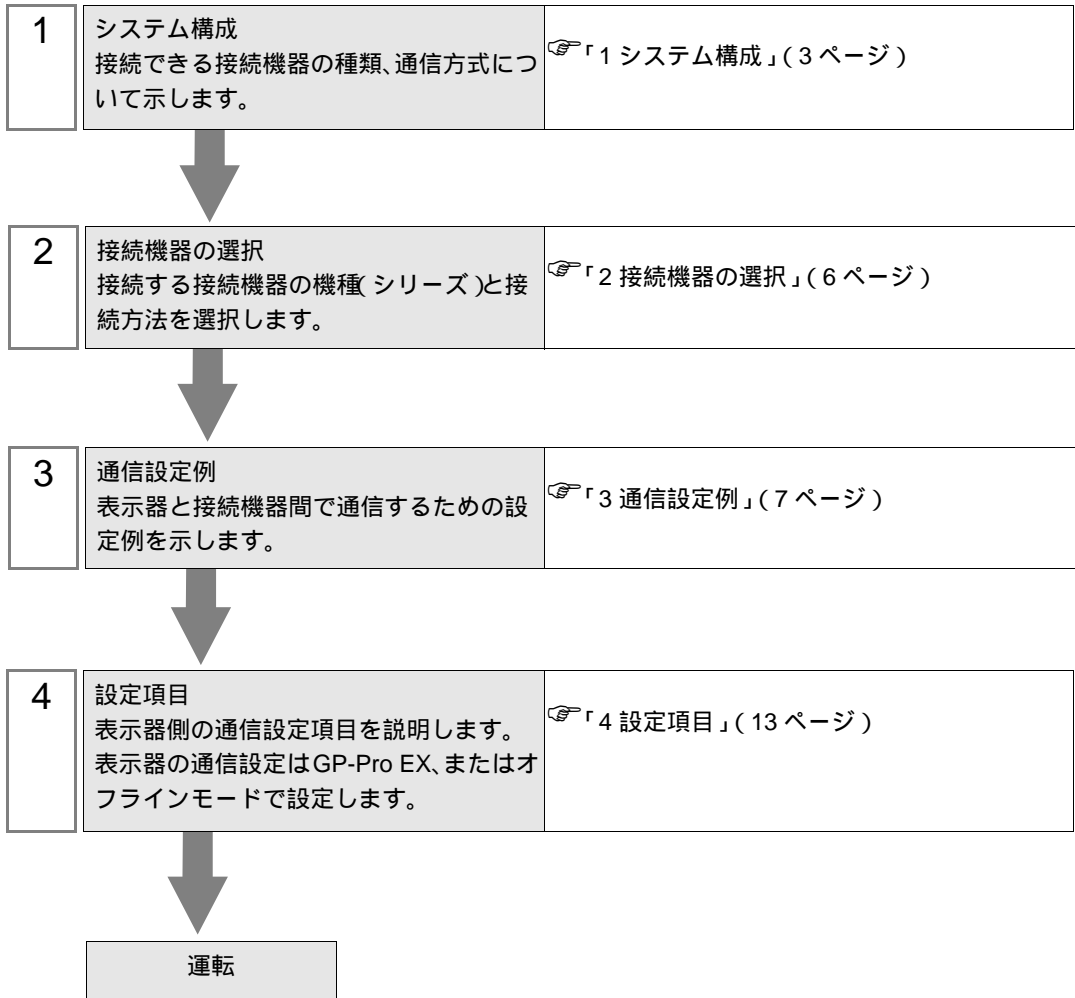 1
システム構成
接続できる接続機器の種類、通信方式につ
いて示します。
☞「1 システム構成」(3 ページ)
2
接続機器の選択
接続する接続機器の機種(シリーズ)と接
続方法を選択します。
☞「2 接続機器の選択」(6 ページ)
3
通信設定例
表示器と接続機器間で通信するための設
定例を示します。
☞「3 通信設定例」(7 ページ)
4
設定項目
表示器側の通信設定項目を説明します。
表示器の通信設定はGP-Pro EX、またはオ
フラインモードで設定します。
☞「4 設定項目」(13 ページ)
運転